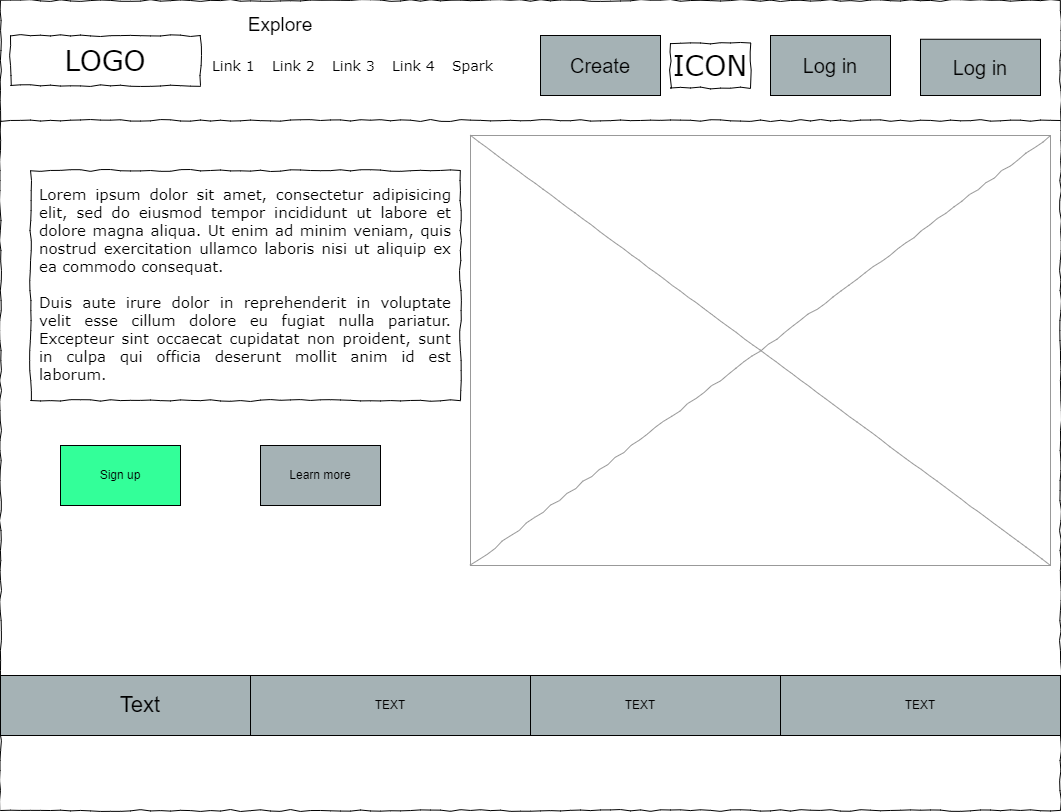 Explore
LOGO
Link 1 Link 2 Link 3 Link 4 Spark
Create
ICON
Log in
Log in
Lorem ipsum dolor sit amet, consectetur adipisicing
elit, sed do eiusmod tempor incididunt ut labore et
dolore magna aliqua. Ut enim ad minim veniam, quis
nostrud exercitation ullamco laboris nisi ut aliquip ex
ea commodo consequat.
Duis aute irure dolor in reprehenderit in voluptate
velit esse cillum dolore eu fugiat nulla pariatur.
Excepteur sint occaecat cupidatat non proident, sunt
in culpa qui officia deserunt mollit anim id est
laborum.
Sign up
Learn more
Text
TEXT
TEXT
TEXT